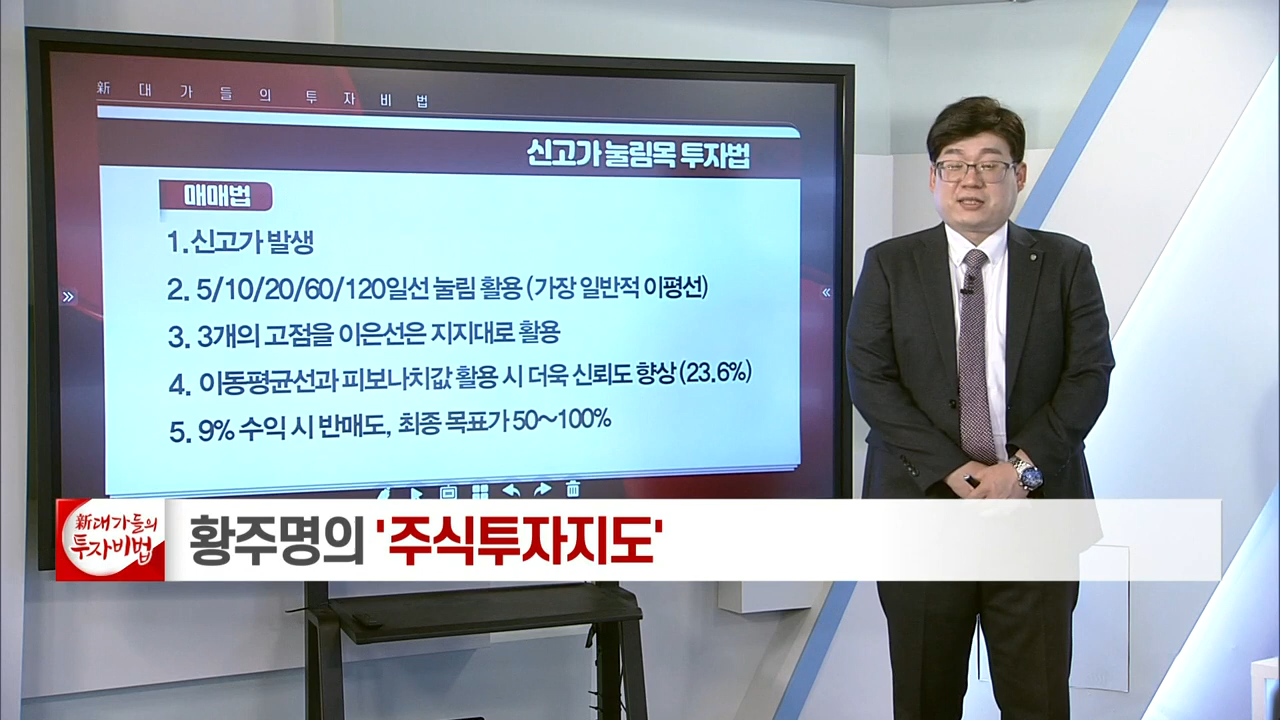 新 대 가 들 의 투 자 비 법
신고가 눌림목 투자법
매매법
1. 신고가 발생
2. 5/10/20/60/120일선 눌림 활용 (가장 일반적 이평선)
3. 3개의 고점을 이은선은 지지대로 활용
4. 이동평균선과 피보나치값 활용 시 더욱 신뢰도 향상 (23.6%)
5. 9% 수익 시 반매도, 최종 목표가 50~100%
新대가들의
투자비법
황주명의 '주식투자지도'